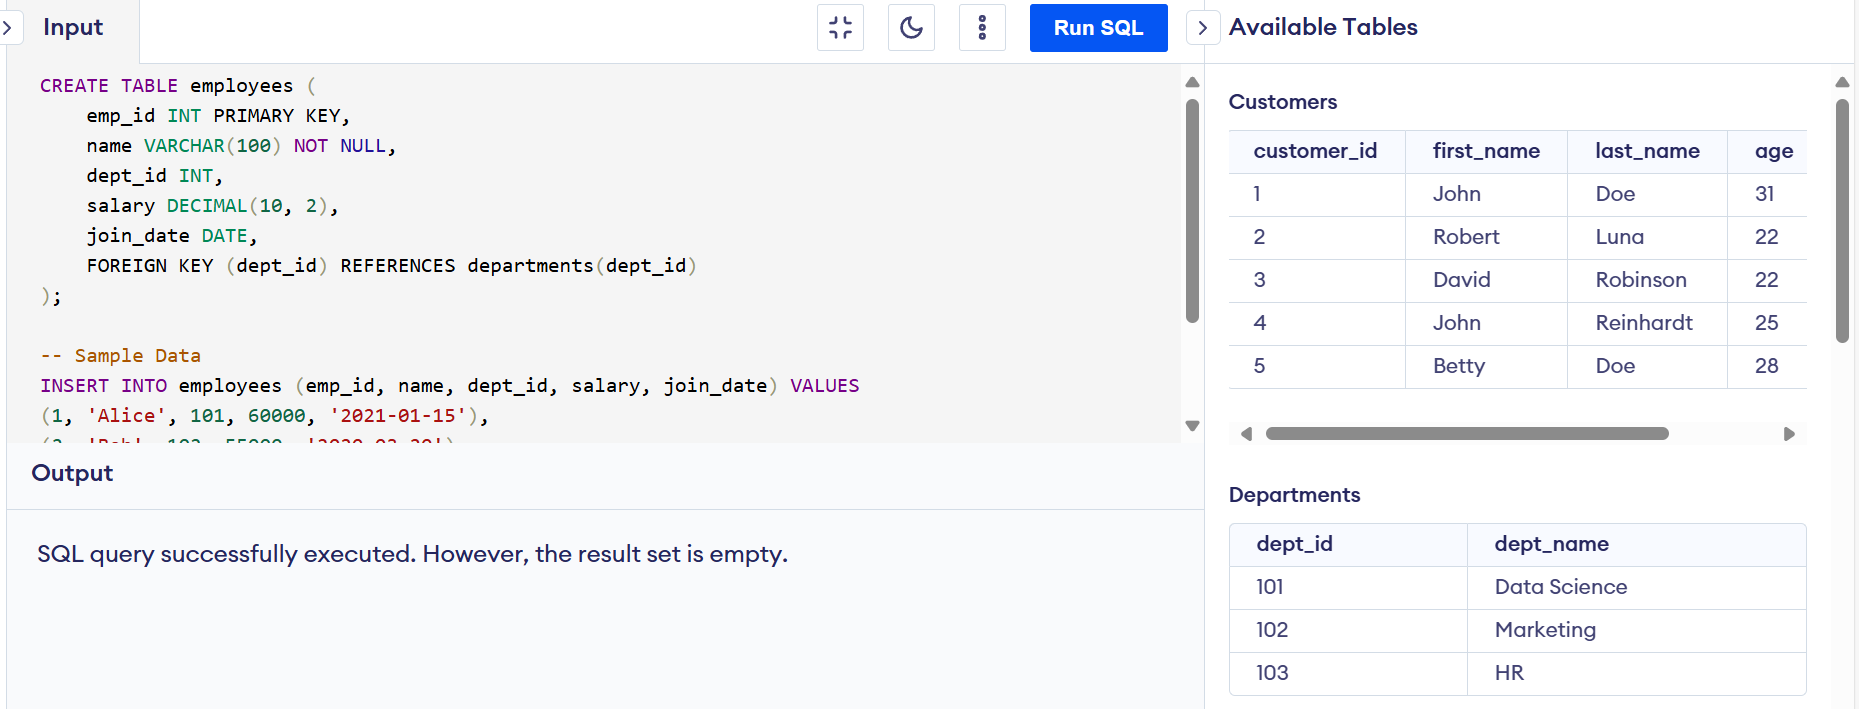 Input
Run SQL
Available Tables
CREATE TABLE employees (
emp_id INT PRIMARY KEY,
name VARCHAR(100) NOT NULL,
dept_id INT,
salary DECIMAL(10, 2),
join_date DATE,
FOREIGN KEY (dept_id) REFERENCES departments(dept_id)
);
-- Sample Data
INSERT INTO employees (emp_id, name, dept_id, salary, join_date) VALUES
(1, 'Alice', 101, 60000, '2021-01-15'),
Output
SQL query successfully executed. However, the result set is empty.
Customers
customer_id first_name last_name age
1 John Doe 31
2 Robert Luna 22
3 David Robinson 22
4 John Reinhardt 25
5 Betty Doe 28
Departments
dept_id dept_name
101 Data Science
102 Marketing
103 HR